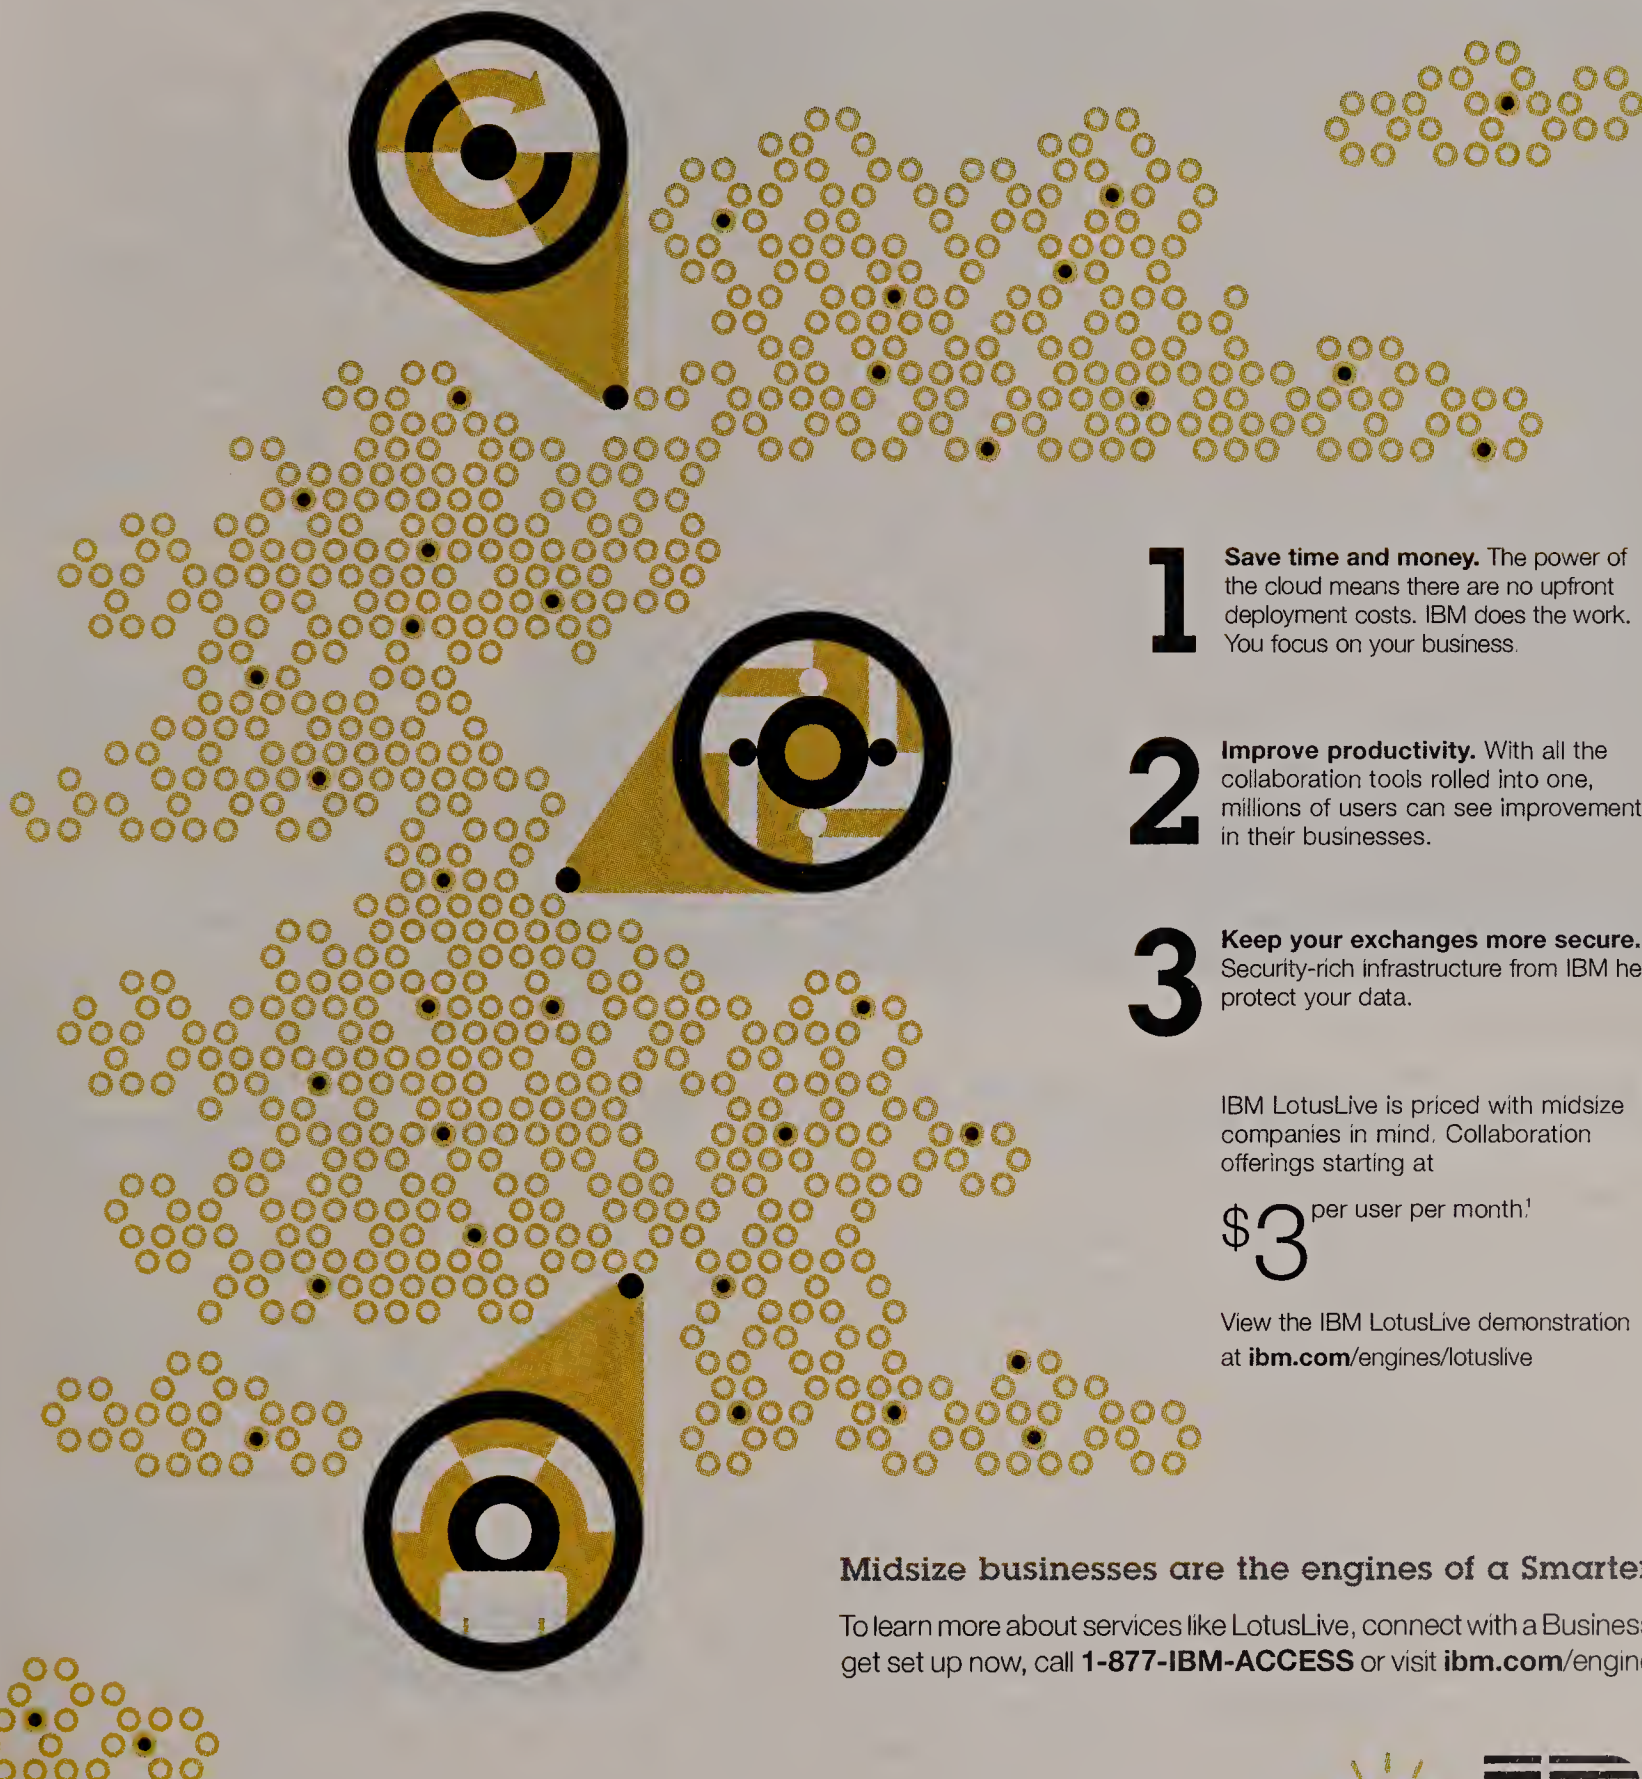 1
Save time and money. The power of
the cloud means there are no upfront
deployment costs. IBM does the work.
You focus on your business.
2
Improve productivity. With all the
collaboration tools rolled into one,
millions of users can see improvement
in their businesses.
3
Keep your exchanges more secure.
Security-rich infrastructure from IBM he
protect your data.
IBM LotusLive is priced with midsize
companies in mind. Collaboration
offerings starting at
$3 per user per month.¹
View the IBM LotusLive demonstration
at ibm.com/engines/lotuslive
Midsize businesses are the engines of a Smarte
To learn more about services like LotusLive, connect with a Business
get set up now, call 1-877-IBM-ACCESS or visit ibm.com/engine